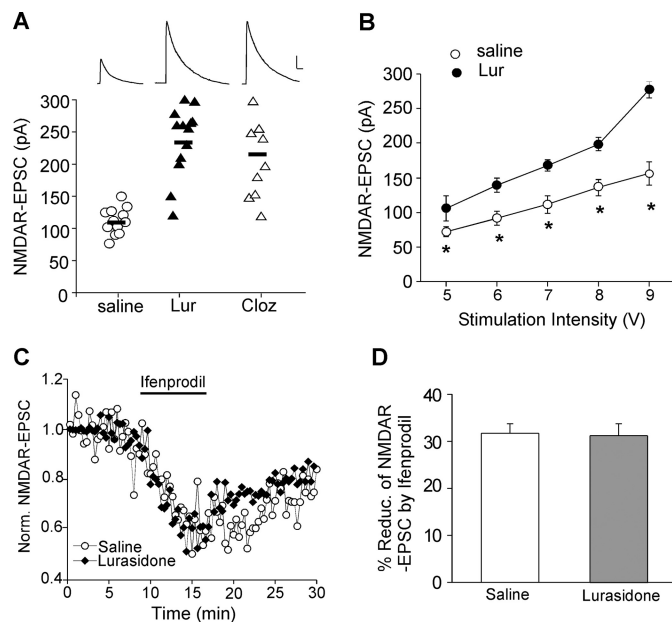 A
NMDAR-EPSC (pA)
300
250
200
150
100
50
0
saline
Lur
Cloz
B
saline
Lur
NMDAR-EPSC (pA)
300
250
200
150
100
50
0
*
*
*
*
*
5
6
7
8
9
Stimulation Intensity (V)
C
Ifenprodil
Norm. NMDAR-EPSC
1.2
1.0
0.8
0.6
0.4
Saline
Lurasidone
0
5
10
15
20
25
30
Time (min)
D
% Reduc. of NMDAR
-EPSC by Ifenprodil
40
30
20
10
0
Saline
Lurasidone